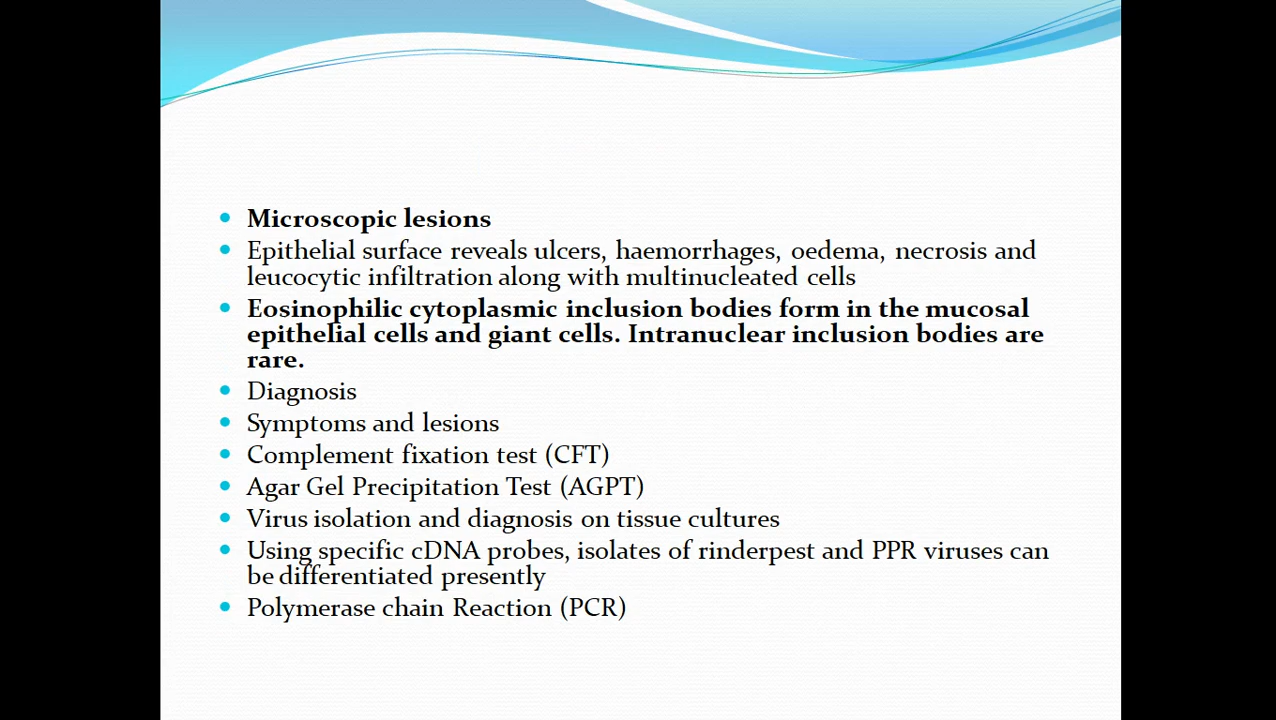 Microscopic lesions
Epithelial surface reveals ulcers, haemorrhages, oedema, necrosis and
leucocytic infiltration along with multinucleated cells
Eosinophilic cytoplasmic inclusion bodies form in the mucosal
epithelial cells and giant cells. Intranuclear inclusion bodies are
rare.
Diagnosis
Symptoms and lesions
Complement fixation test (CFT)
Agar Gel Precipitation Test (AGPT)
Virus isolation and diagnosis on tissue cultures
Using specific cDNA probes, isolates of rinderpest and PPR viruses can
be differentiated presently
Polymerase chain Reaction (PCR)